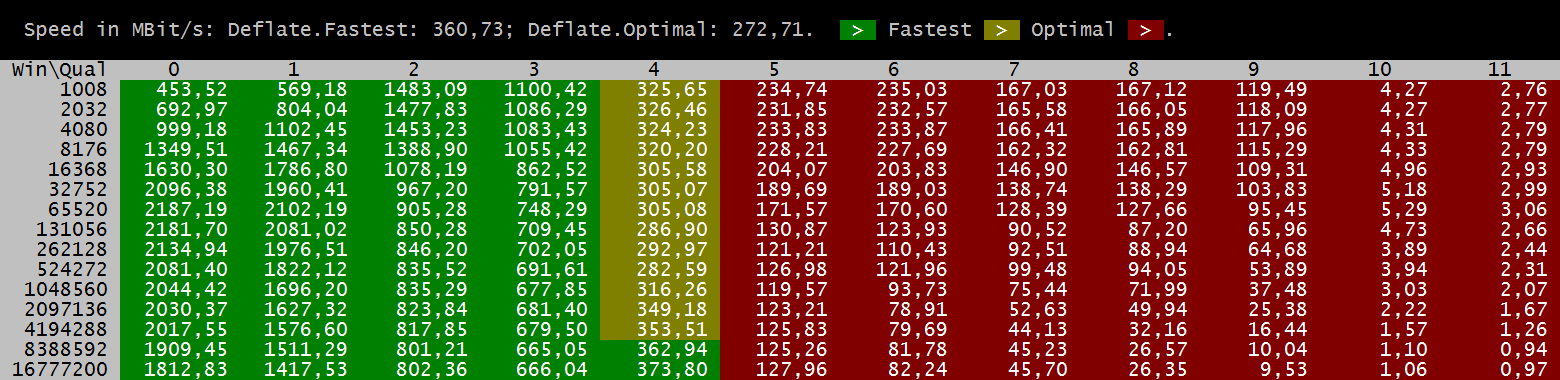 Speed in MBit/s: Deflate.Fastest: 360,73; Deflate.Optimal: 272,71. > Fastest > Optimal > .
Win\Qual 0 1 2 3 4 5 6 7 8 9 10 11
1008 453,52 569,18 1483,09 1100,42 325,65 234,74 235,03 167,03 167,12 119,49 4,27 2,76
2032 692,97 804,04 1477,83 1086,29 326,46 231,85 232,57 165,58 166,05 118,09 4,27 2,77
4080 999,18 1102,45 1453,23 1083,43 324,23 233,83 233,87 166,41 165,89 117,96 4,31 2,79
8176 1349,51 1467,34 1388,90 1055,42 320,20 228,21 227,69 162,32 162,81 115,29 4,33 2,79
16368 1630,30 1786,80 1078,19 862,52 305,58 204,07 203,83 146,90 146,57 109,31 4,96 2,93
32752 2096,38 1960,41 967,20 791,57 305,07 189,69 189,03 138,74 138,29 103,83 5,18 2,99
65520 2187,19 2102,19 905,28 748,29 305,08 171,57 170,60 128,39 127,66 95,45 5,29 3,06
131056 2181,70 2081,02 850,28 709,45 286,90 130,87 123,93 90,52 87,20 65,96 4,73 2,66
262128 2134,94 1976,51 846,20 702,05 292,97 121,21 110,43 92,51 88,94 64,68 3,89 2,44
524272 2081,40 1822,12 835,52 691,61 282,59 126,98 121,96 99,48 94,05 53,89 3,94 2,31
1048560 2044,42 1696,20 835,29 677,85 316,26 119,57 93,73 75,44 71,99 37,48 3,03 2,07
2097136 2030,37 1627,32 823,84 681,40 349,18 123,21 78,91 52,63 49,94 25,38 2,22 1,67
4194288 2017,55 1576,60 817,85 679,50 353,51 125,83 79,69 44,13 32,16 16,44 1,57 1,26
8388592 1909,45 1511,29 801,21 665,05 362,94 125,26 81,78 45,23 26,57 10,04 1,10 0,94
16777200 1812,83 1417,53 802,36 666,04 373,80 127,96 82,24 45,70 26,35 9,53 1,06 0,97